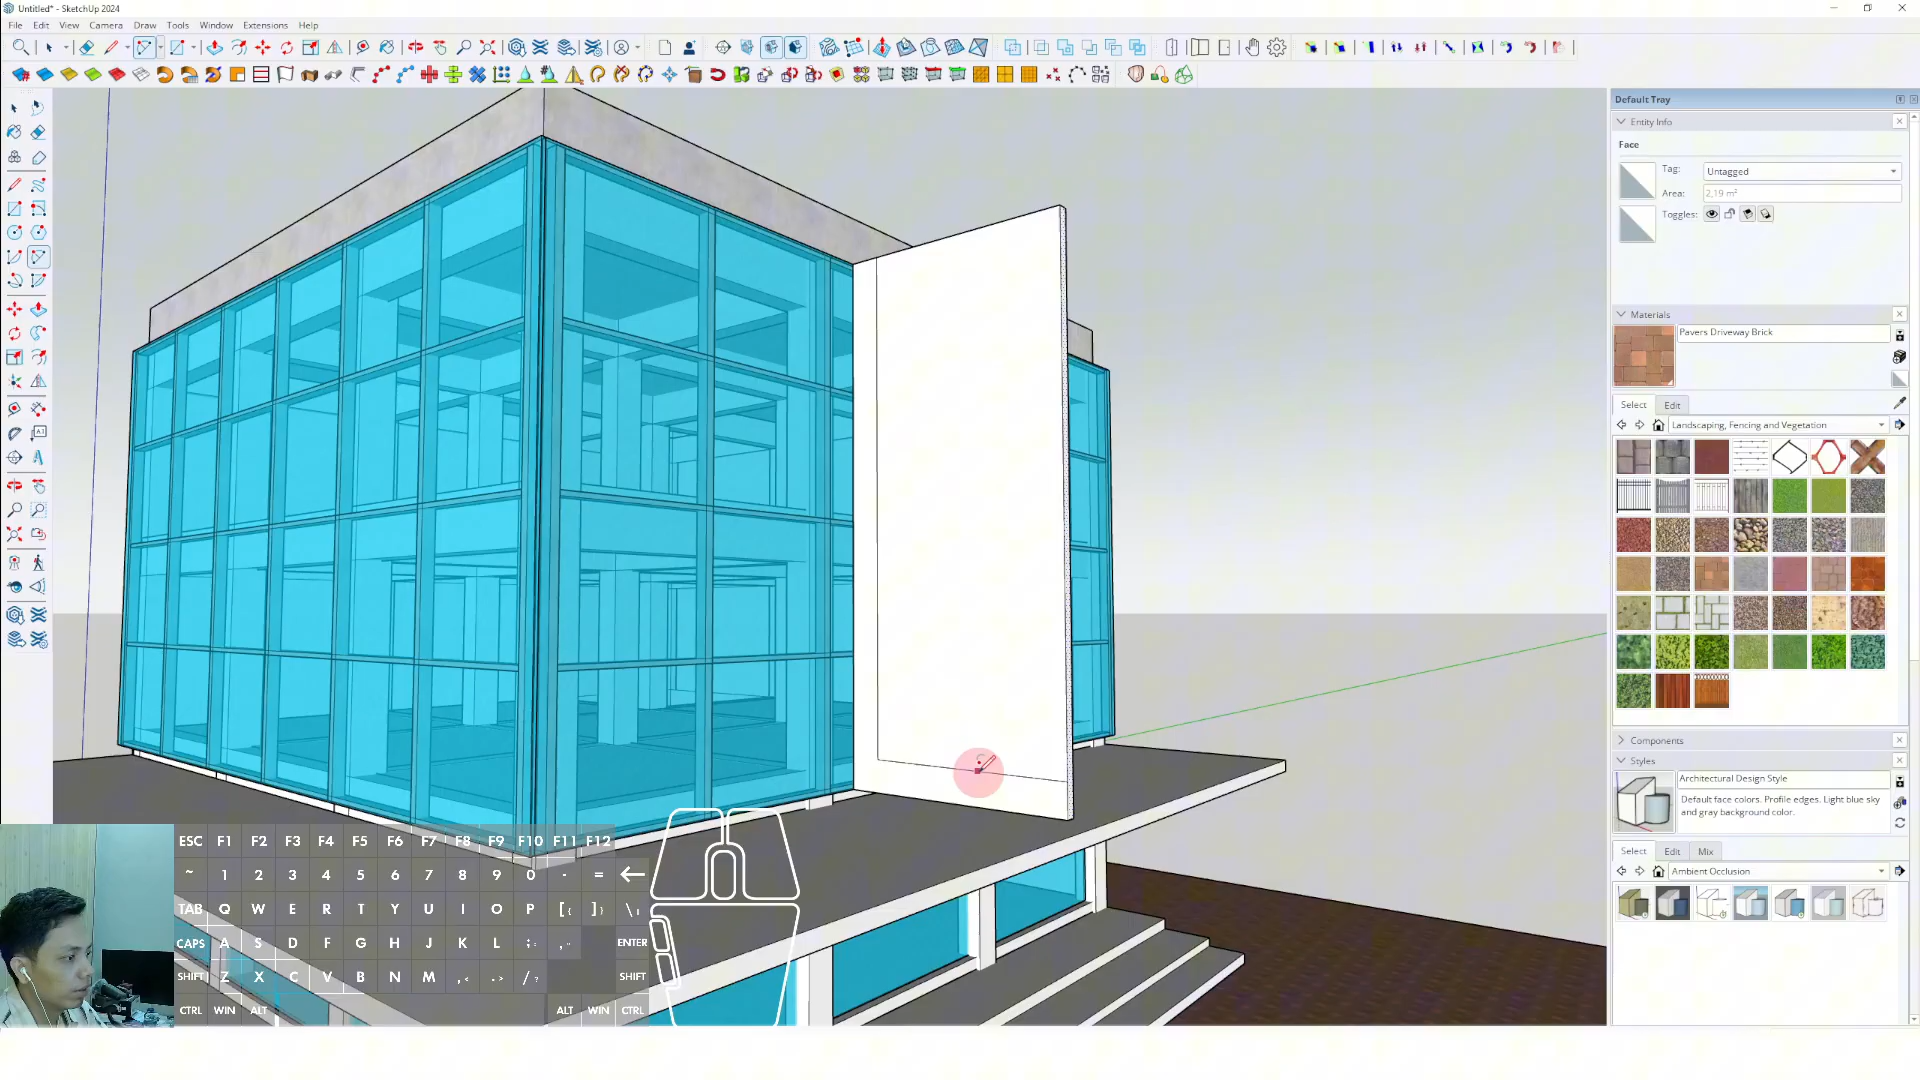 Untitled* - SketchUp 2024
File Edit View Camera Draw Tools Window Extensions Help
Default Tray
Entity Info
Face
Tag: Untagged
Area: 2,19 m²
Toggles:
Materials
Pavers Driveway Brick
Select Edit
Landscaping, Fencing and Vegetation
Components
Styles
Architectural Design Style
Default face colors. Profile edges. Light blue sky
and gray background color.
Select Edit Mix
Ambient Occlusion
ESC F1 F2 F3 F4 F5 F6 F7 F8 F9 F10 F11 F12
~ 1 2 3 4 5 6 7 8 9 0 - =
TAB Q W E R T Y U I O P [{ ]}
CAPS A S D F G H J K L ;: ENTER
SHIFT Z X C V B N M ,< .> /? SHIFT
CTRL WIN ALT ALT WIN CTRL